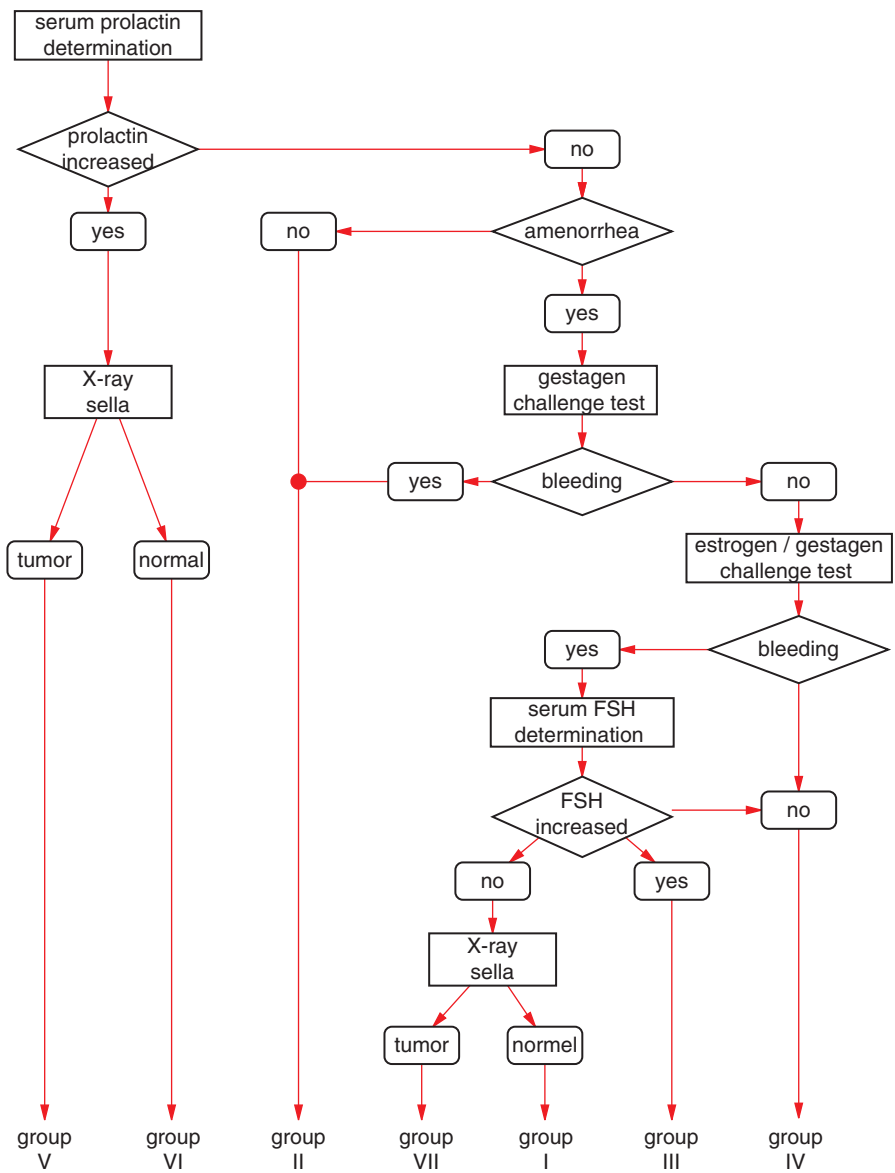 serum prolactin
determination
prolactin
increased
no
yes
no
amenorrhea
yes
X-ray
sella
gestagen
challenge test
yes
bleeding
no
tumor
normal
estrogen / gestagen
challenge test
yes
bleeding
serum FSH
determination
FSH
increased
no
no
yes
X-ray
sella
tumor
normel
group
V
group
VI
group
II
group
VII
group
I
group
III
group
IV